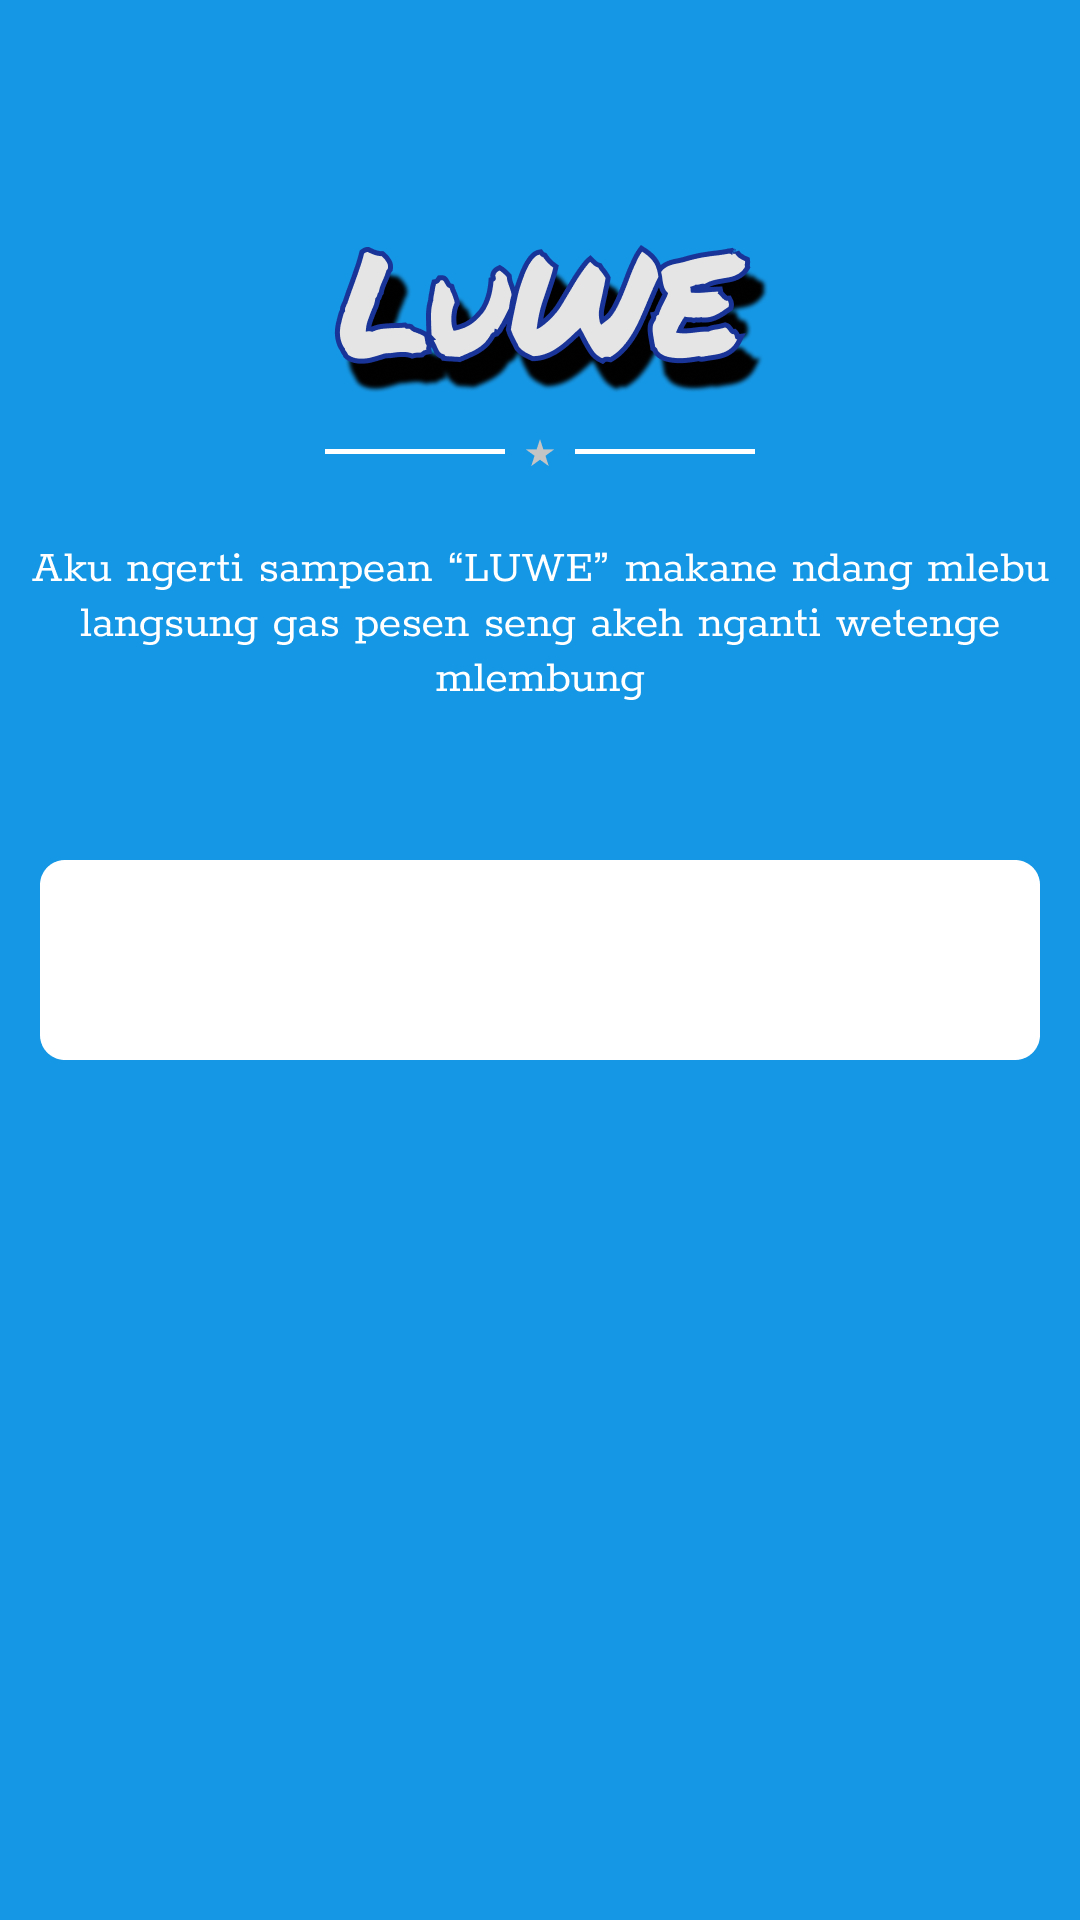 LUWE
Aku ngerti sampean “LUWE” makane ndang mlebu
langsung gas pesen seng akeh nganti wetenge
mlembung